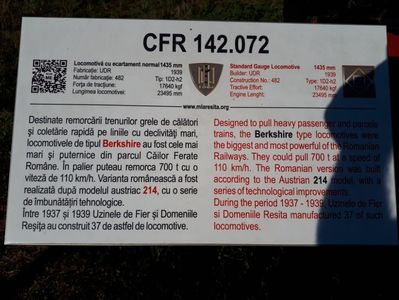 CFR 142.072
Locomotivă cu ecartament normal 1435 mm
Fabricație: UDR 1939
Număr fabricație: 482 Tip: 1D2-h2
Forța de tracțiune: 17640 kgf
Lungimea locomotivei: 23495 mm
Standard Gauge Locomotive 1435 mm
Builder: UDR 1939
Construction No.: 482 Type: 1D2-h2
Tractive Effort: 17640 kgf
Engine Lenght: 23495 mm
www.mlaresita.org
Destinate remorcării trenurilor grele de călători
și coletărie rapidă pe liniile cu declivităţi mari,
locomotivele de tipul Berkshire au fost cele mai
mari și puternice din parcul Căilor Ferate
Române. În palier puteau remorca 700 t cu o
viteză de 110 km/h. Varianta românească a fost
realizată după modelul austriac 214, cu o serie
de îmbunătățiri tehnologice.
Între 1937 și 1939 Uzinele de Fier și Domeniile
Reșița au construit 37 de astfel de locomotive.
Designed to pull heavy passenger and parcels
trains, the Berkshire type locomotives were
the biggest and most powerful of the Romanian
Railways. They could pull 700 t at a speed of
110 km/h. The Romanian version was built
according to the Austrian 214 model, with a
series of technological improvements.
During the period 1937 - 1939, Uzinele de Fier
si Domeniile Resita manufactured 37 of such
locomotives.